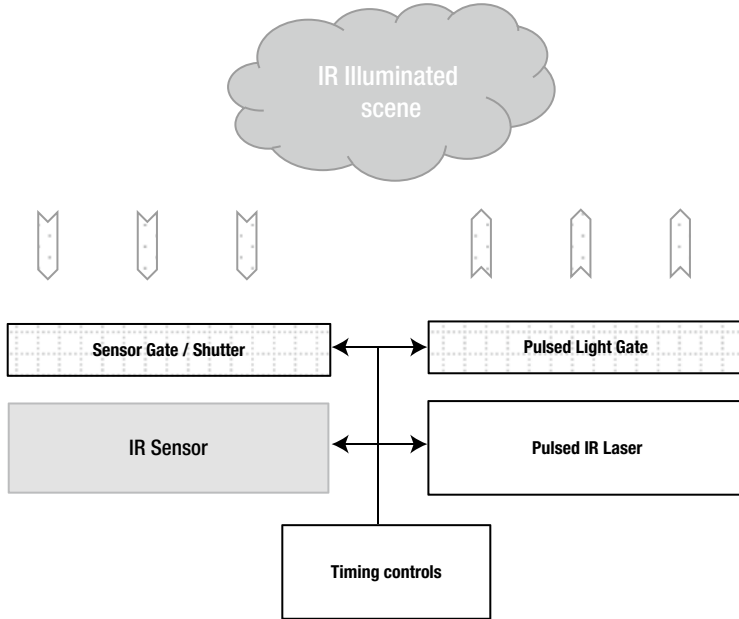 IR Illuminated
scene
Sensor Gate / Shutter
Pulsed Light Gate
IR Sensor
Pulsed IR Laser
Timing controls